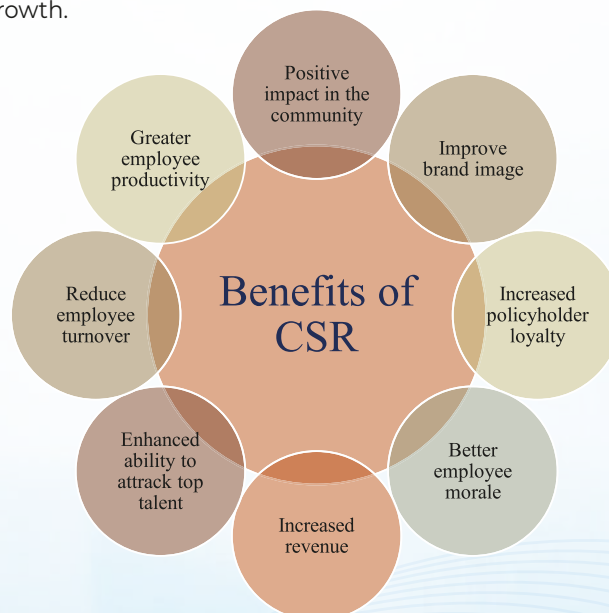 rowth.
Positive
impact in the
community
Improve
brand image
Increased
policyholder
loyalty
Better
employee
morale
Increased
revenue
Enhanced
ability to
attrack top
talent
Reduce
employee
turnover
Greater
employee
productivity
Benefits of
CSR